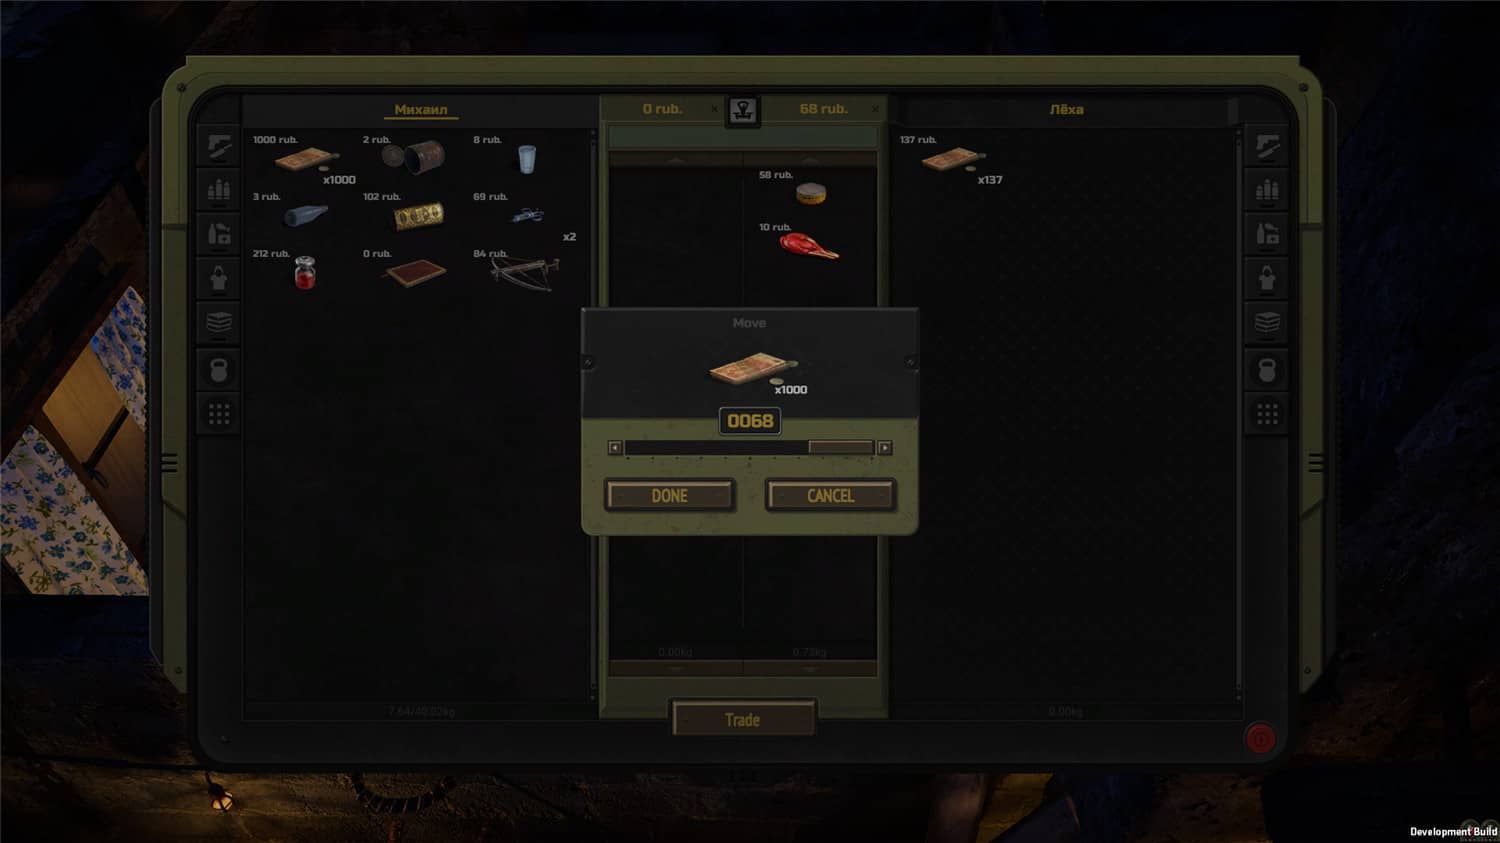 Михаил
0 rub. ×
68 rub. ×
Лёха
1000 rub.
x1000
2 rub.
8 rub.
3 rub.
102 rub.
69 rub.
x2
212 rub.
0 rub.
84 rub.
7.64/40.02kg
58 rub.
10 rub.
0.00kg
0.73kg
137 rub.
x137
0.00kg
Move
x1000
0068
DONE
CANCEL
Trade
Development Build